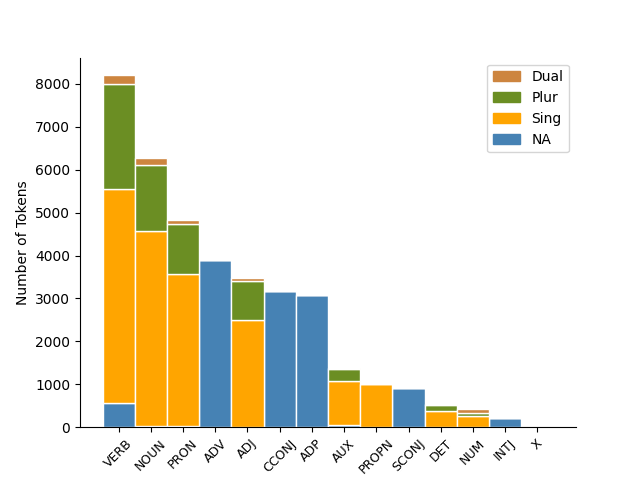 Dual
Plur
Sing
NA
Number of Tokens
8000
7000
6000
5000
4000
3000
2000
1000
0
VERB
NOUN
PRON
ADV
ADJ
CCONJ
ADP
AUX
PROPN
SCONJ
DET
NUM
INTJ
X